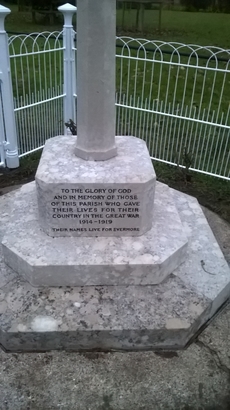 TO THE GLORY OF GOD
AND IN MEMORY OF THOSE
OF THIS PARISH WHO GAVE
THEIR LIVES FOR THEIR
COUNTRY IN THE GREAT WAR
1914-1919
THEIR NAMES LIVE FOR EVERMORE